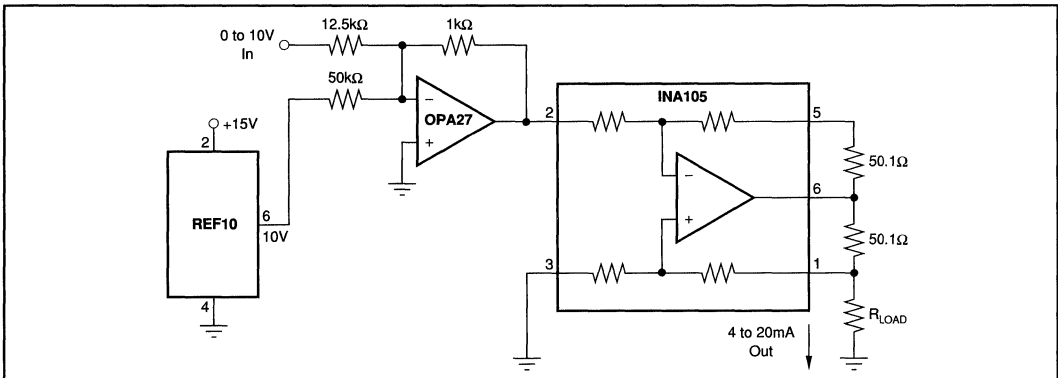 0 to 10V
In
12.5kΩ
1kΩ
50kΩ
OPA27
−
+
+15V
2
REF10
6
10V
4
INA105
2
5
−
+
6
3
1
50.1Ω
50.1Ω
R_LOAD
4 to 20mA
Out